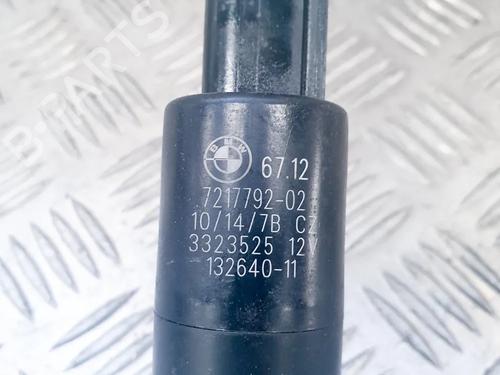 BMW 67.12
7217792-02
10/14/7B CZ
3323525 12V
132640-11
B-PARTS